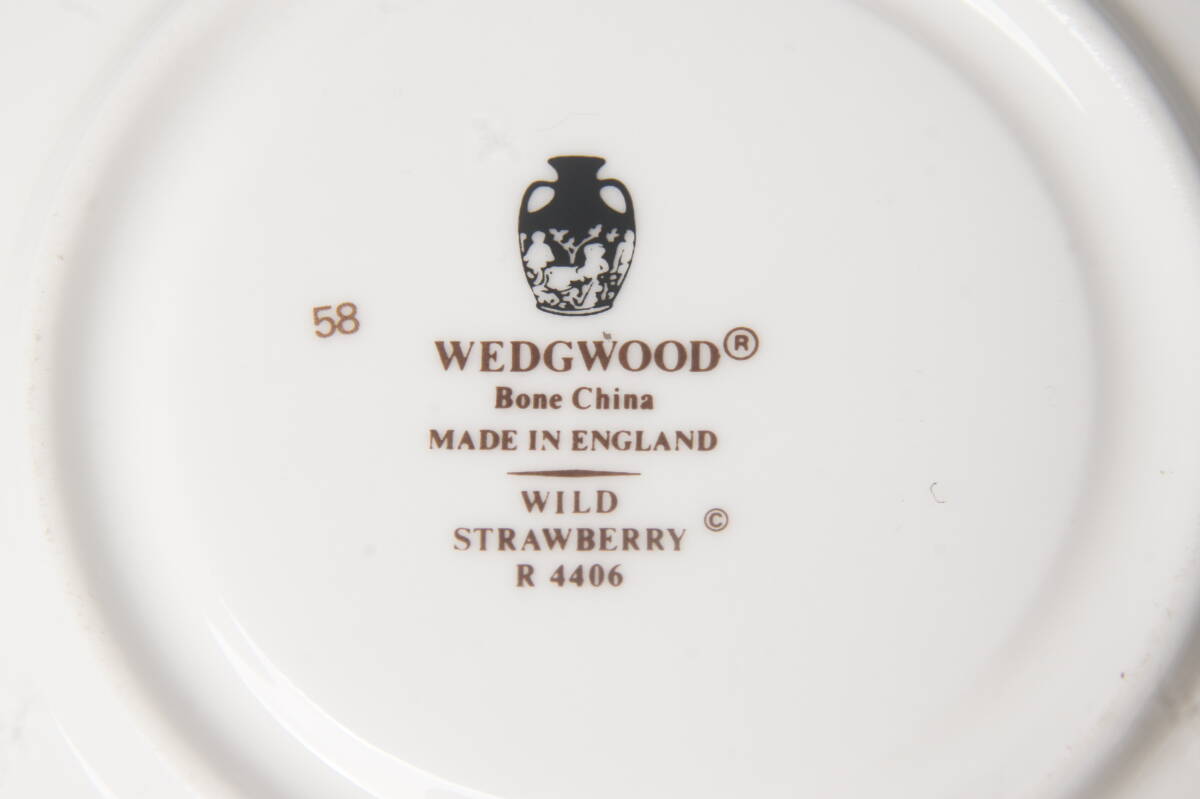 58
WEDGWOOD®
Bone China
MADE IN ENGLAND
WILD
STRAWBERRY ©
R 4406